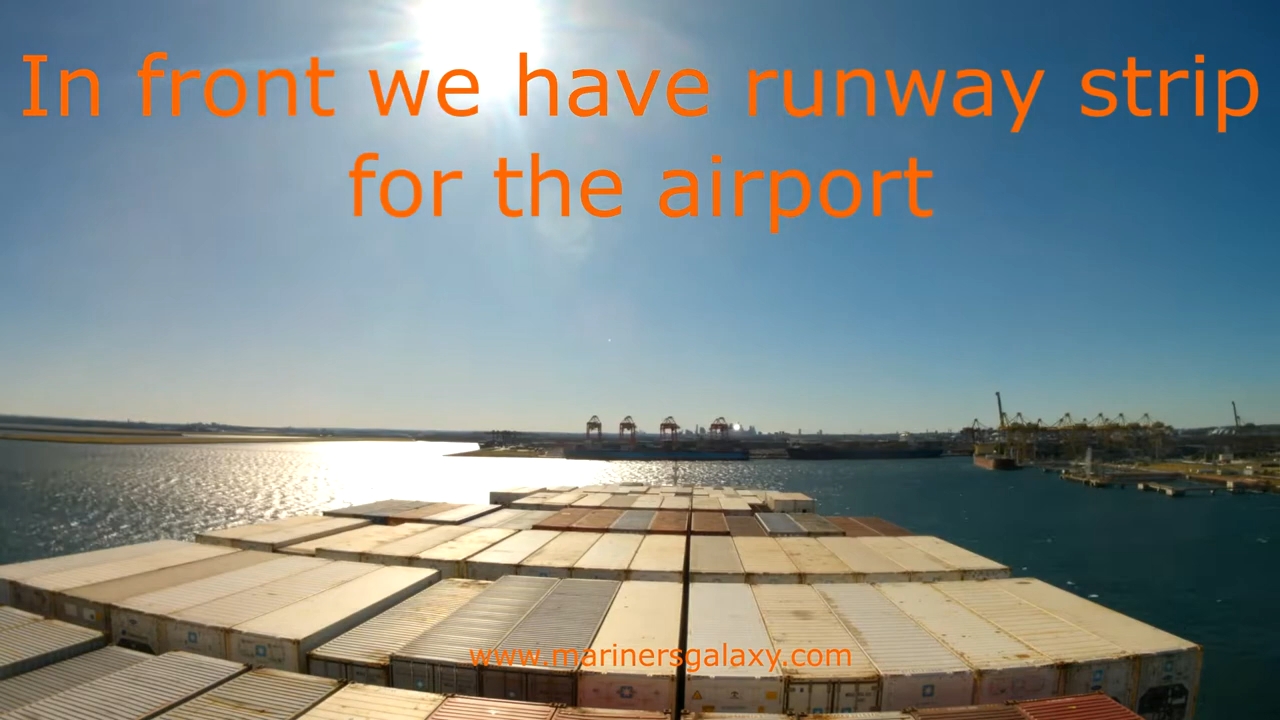 In front we have runway strip
for the airport
www.marinersgalaxy.com